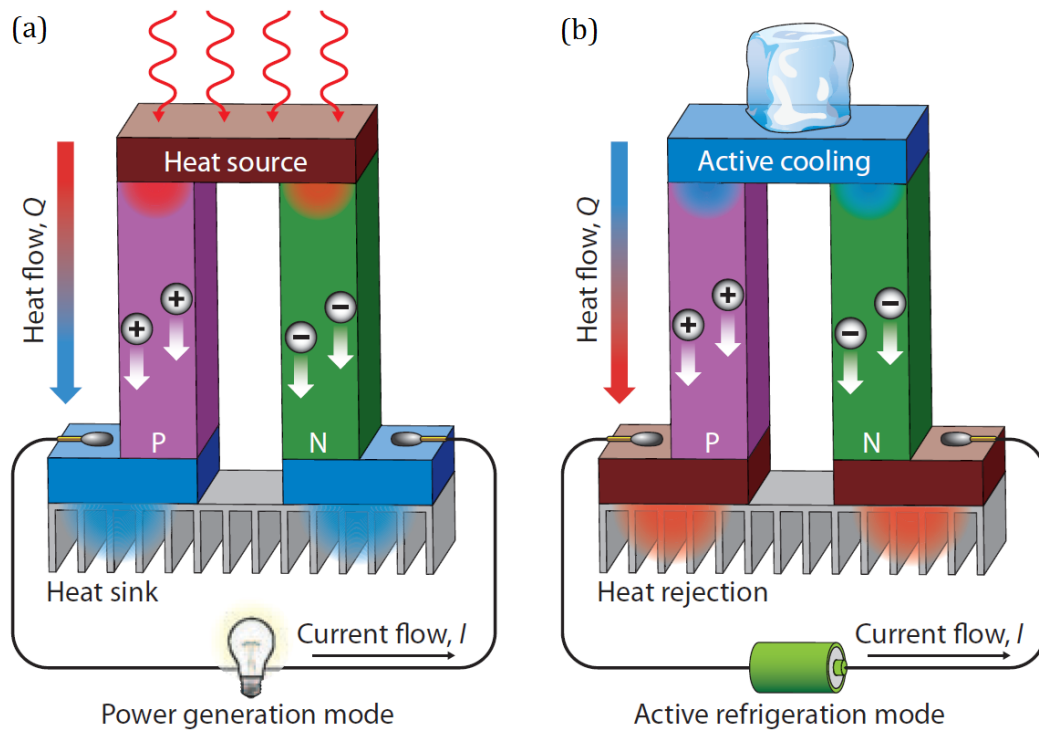 (a)
Heat source
Heat flow, Q
+
+
−
−
P
N
Heat sink
Current flow, I
Power generation mode
(b)
Active cooling
Heat flow, Q
+
+
−
−
P
N
Heat rejection
Current flow, I
Active refrigeration mode